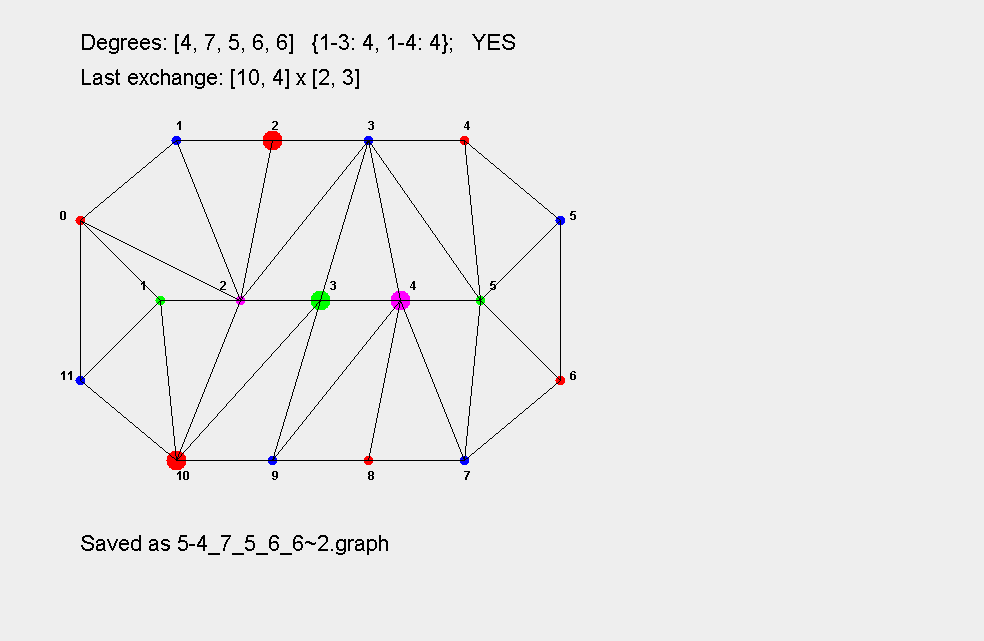 Degrees: [4, 7, 5, 6, 6] {1-3: 4, 1-4: 4}; YES
Last exchange: [10, 4] x [2, 3]
1 2 3 4
0 5
1 2 3 4 5
11 6
10 9 8 7
Saved as 5-4_7_5_6_6~2.graph